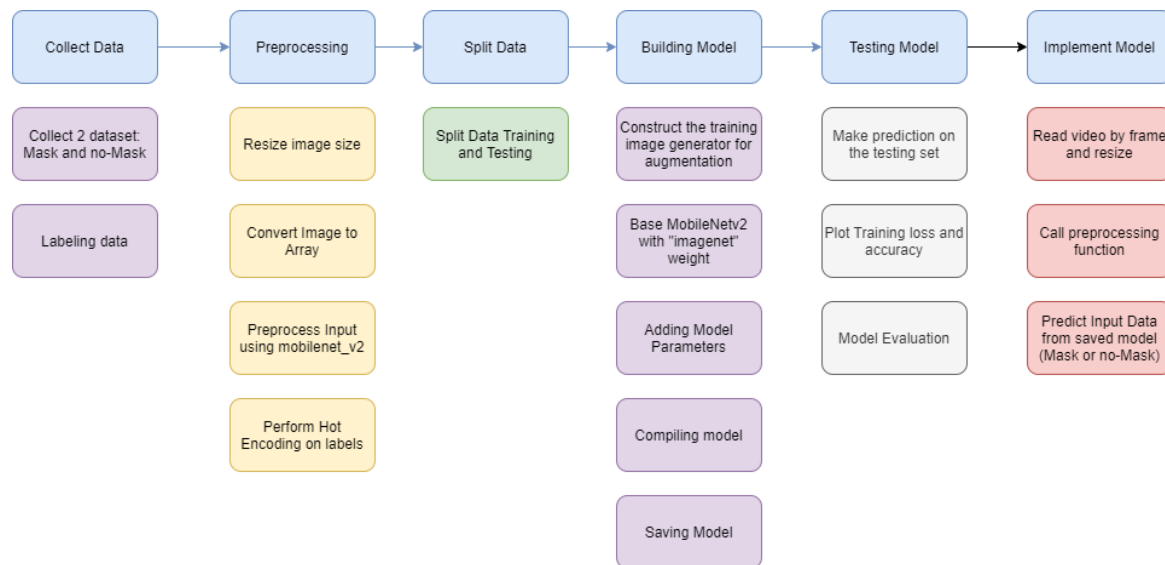 Collect Data
Preprocessing
Split Data
Building Model
Testing Model
Implement Model
Collect 2 dataset:
Mask and no-Mask
Labeling data
Resize image size
Convert Image to
Array
Preprocess Input
using mobilenet_v2
Perform Hot
Encoding on labels
Split Data Training
and Testing
Construct the training
image generator for
augmentation
Base MobileNetv2
with "imagenet"
weight
Adding Model
Parameters
Compiling model
Saving Model
Make prediction on
the testing set
Plot Training loss and
accuracy
Model Evaluation
Read video by frame
and resize
Call preprocessing
function
Predict Input Data
from saved model
(Mask or no-Mask)